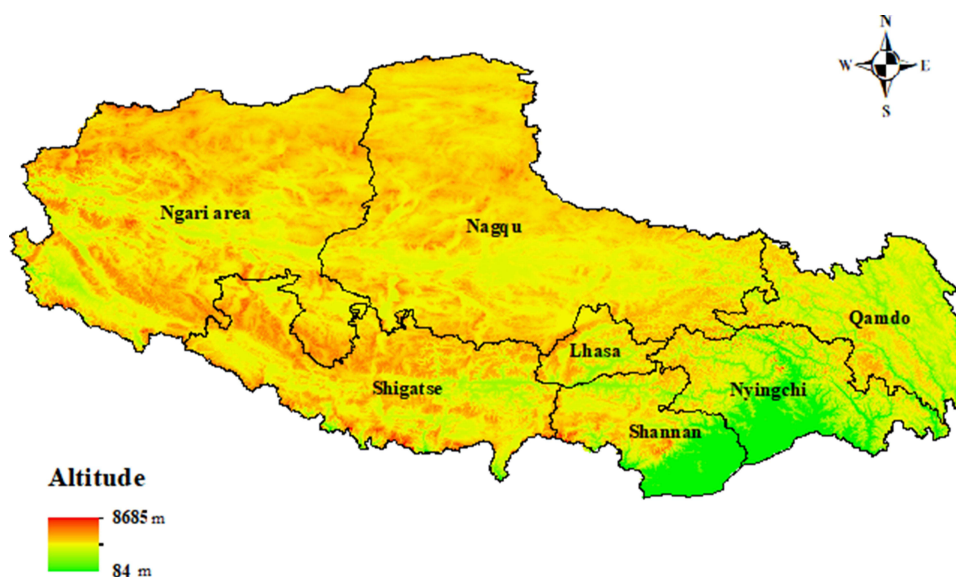 N
W E
S
Ngari area
Nagqu
Qamdo
Lhasa
Shigatse
Nyingchi
Shannan
Altitude
8685 m
84 m